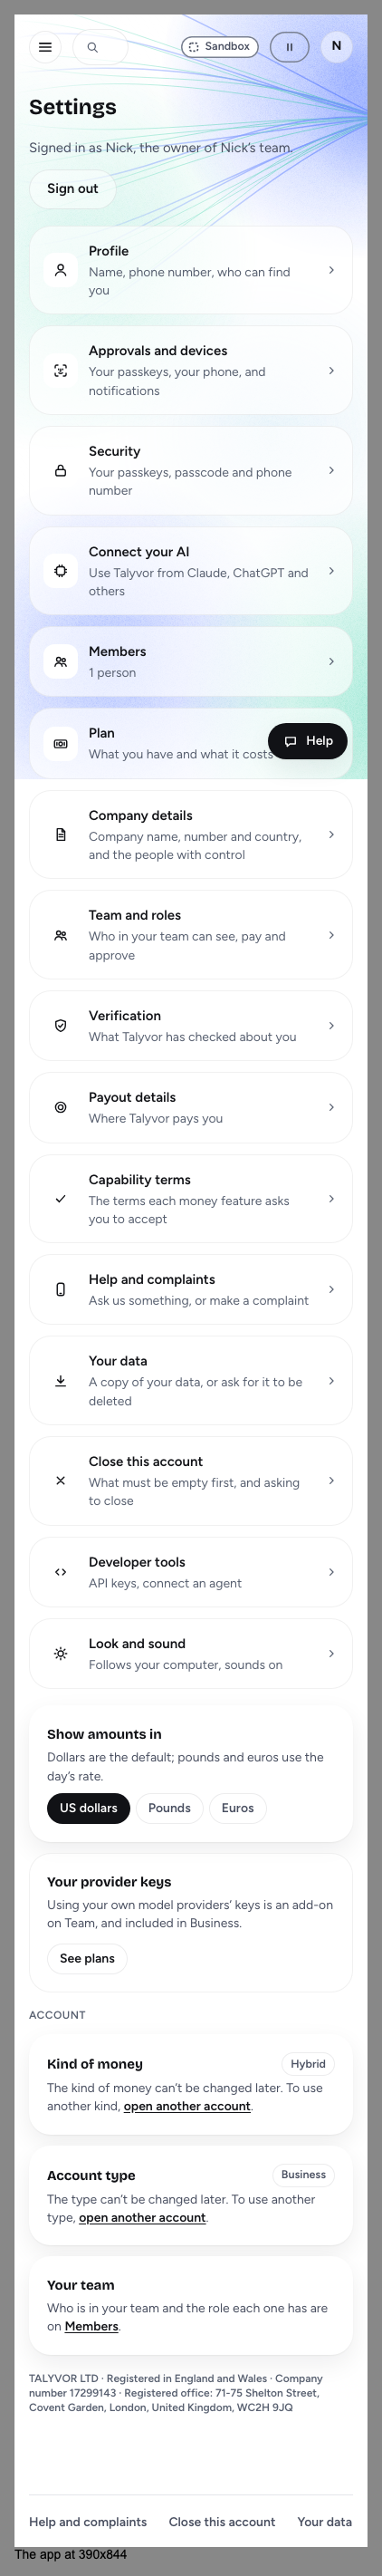 Sandbox
N
Settings
Signed in as Nick, the owner of Nick's team.
Sign out
Profile
Name, phone number, who can find
you
Approvals and devices
Your passkeys, your phone, and
notifications
Security
Your passkeys, passcode and phone
number
Connect your AI
Use Talyvor from Claude, ChatGPT and
others
Members
1 person
Plan
What you have and what it costs
Help
Company details
Company name, number and country,
and the people with control
Team and roles
Who in your team can see, pay and
approve
Verification
What Talyvor has checked about you
Payout details
Where Talyvor pays you
Capability terms
The terms each money feature asks
you to accept
Help and complaints
Ask us something, or make a complaint
Your data
A copy of your data, or ask for it to be
deleted
Close this account
What must be empty first, and asking
to close
Developer tools
API keys, connect an agent
Look and sound
Follows your computer, sounds on
Show amounts in
Dollars are the default; pounds and euros use the
day's rate.
US dollars Pounds Euros
Your provider keys
Using your own model providers' keys is an add-on
on Team, and included in Business.
See plans
ACCOUNT
Kind of money Hybrid
The kind of money can't be changed later. To use
another kind, open another account.
Account type Business
The type can't be changed later. To use another
type, open another account.
Your team
Who is in your team and the role each one has are
on Members.
TALYVOR LTD · Registered in England and Wales · Company
number 17299143 · Registered office: 71-75 Shelton Street,
Covent Garden, London, United Kingdom, WC2H 9JQ
Help and complaints Close this account Your data
The app at 390x844